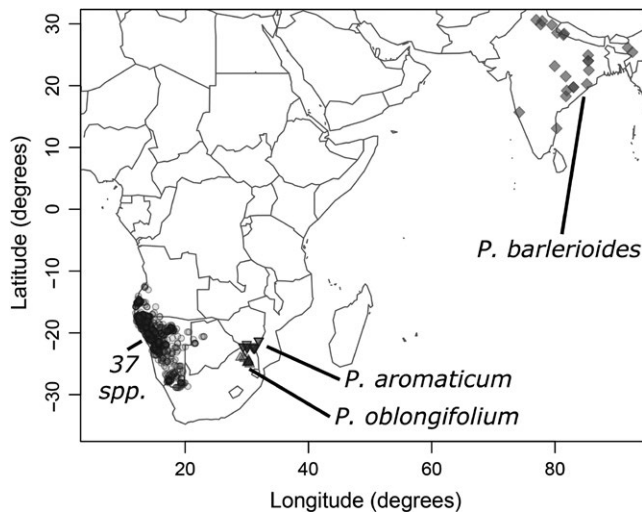 30
20
10
0
−10
−20
−30
Latitude (degrees)
P. barlerioides
37
spp.
P. aromaticum
P. oblongifolium
20
40
60
80
Longitude (degrees)